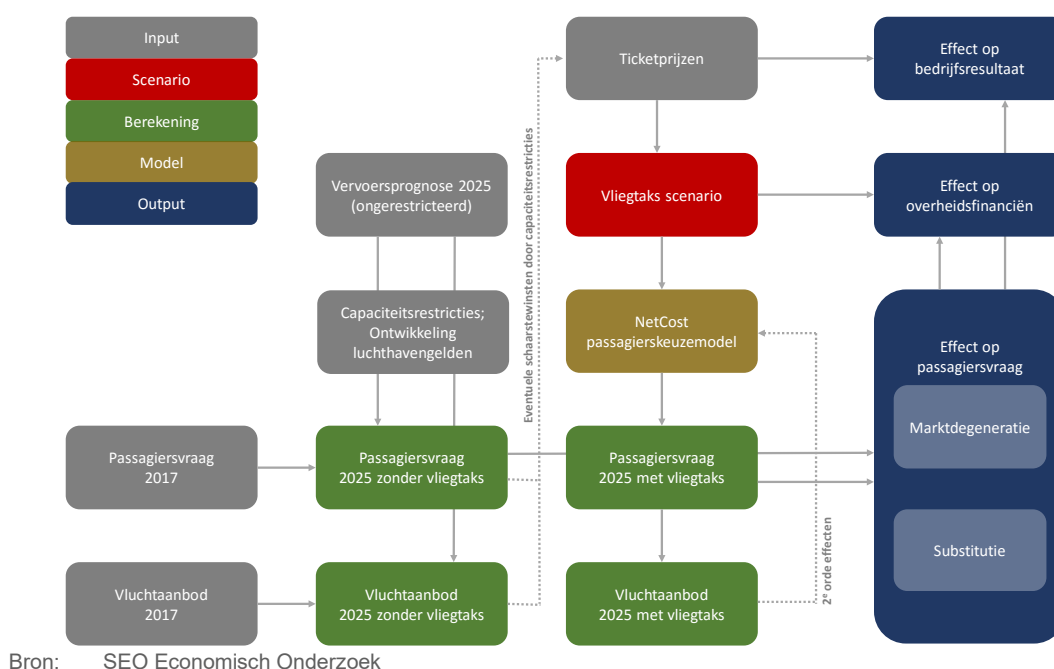 Input
Scenario
Berekening
Model
Output
Ticketprijzen
Effect op
bedrijfsresultaat
Vervoersprognose 2025
(ongerestricteerd)
Vliegtaks scenario
Effect op
overheidsfinanciën
Eventuele schaarstewinsten door capaciteitsrestricties
Capaciteitsrestricties;
Ontwikkeling
luchthavengelden
NetCost
passagierskeuzemodel
Effect op
passagiersvraag
Marktdegeneratie
Passagiersvraag
2017
Passagiersvraag
2025 zonder vliegtaks
Passagiersvraag
2025 met vliegtaks
Substitutie
2e orde effecten
Vluchtaanbod
2017
Vluchtaanbod
2025 zonder vliegtaks
Vluchtaanbod
2025 met vliegtaks
Bron: SEO Economisch Onderzoek